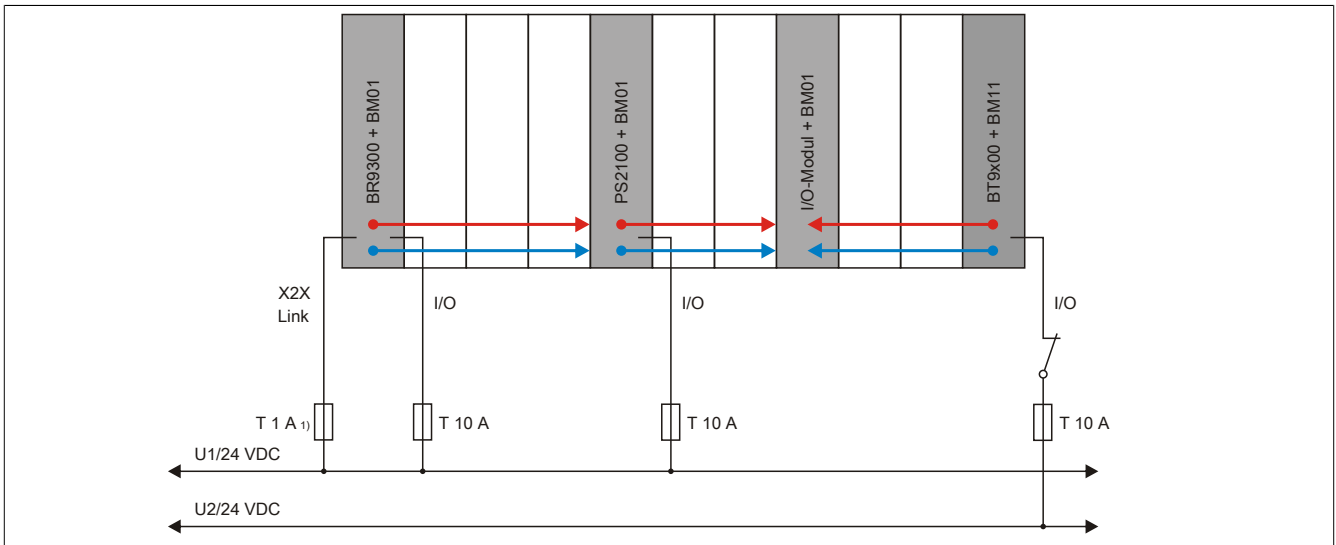 BR9300 + BM01
PS2100 + BM01
I/O-Modul + BM01
BT9x00 + BM11
X2X
Link
I/O
I/O
I/O
T 1 A 1)
T 10 A
T 10 A
T 10 A
U1/24 VDC
U2/24 VDC